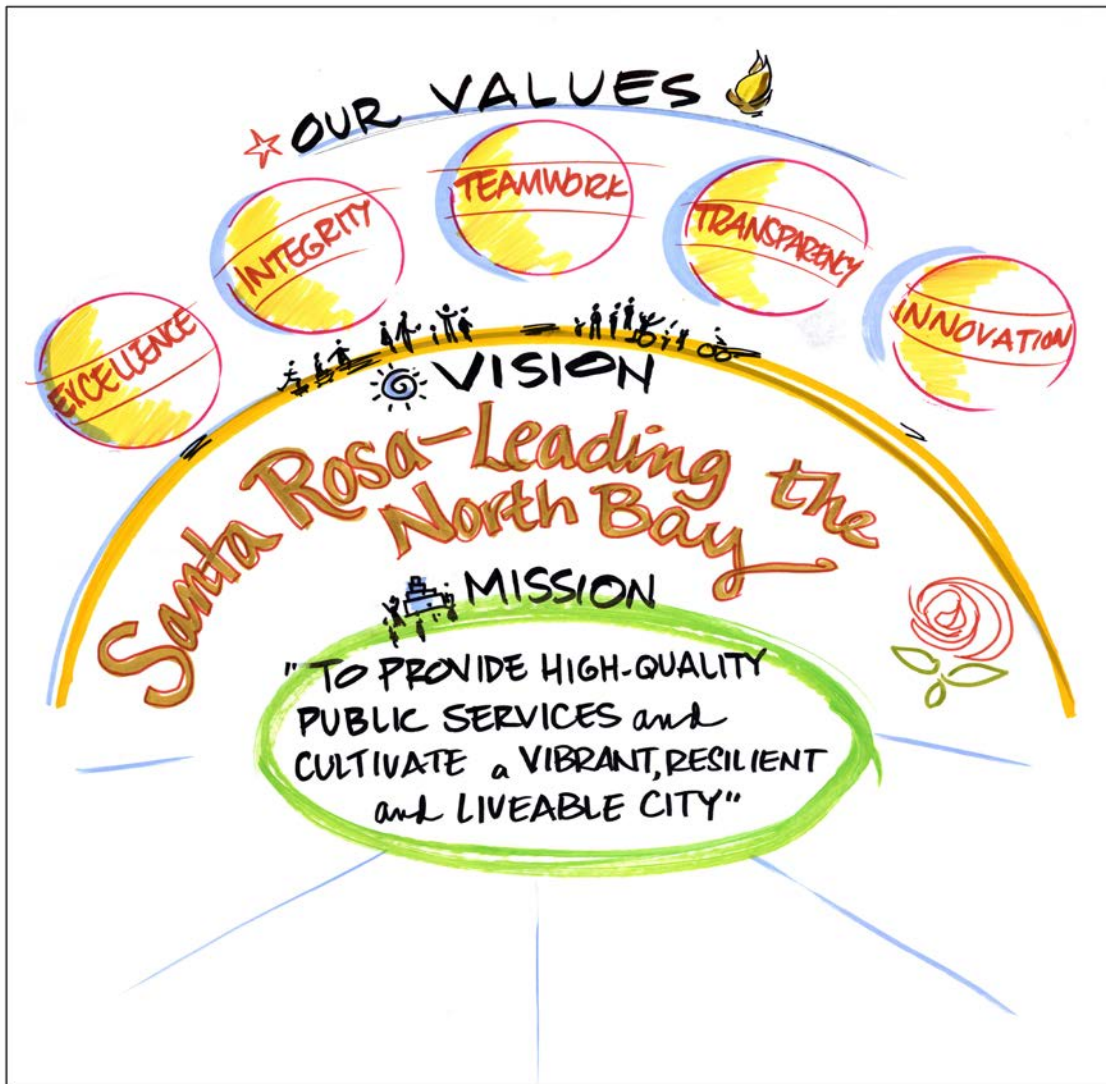 OUR VALUES
EXCELLENCE
INTEGRITY
TEAMWORK
TRANSPARENCY
INNOVATION
VISION
Santa Rosa-Leading the
North Bay
MISSION
"TO PROVIDE HIGH-QUALITY
PUBLIC SERVICES and
CULTIVATE a VIBRANT, RESILIENT
and LIVEABLE CITY"